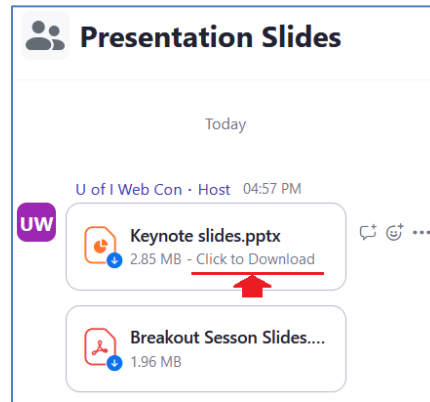 Presentation Slides
Today
U of I Web Con · Host 04:57 PM
UW
Keynote slides.pptx
2.85 MB - Click to Download
Breakout Sesson Slides....
1.96 MB